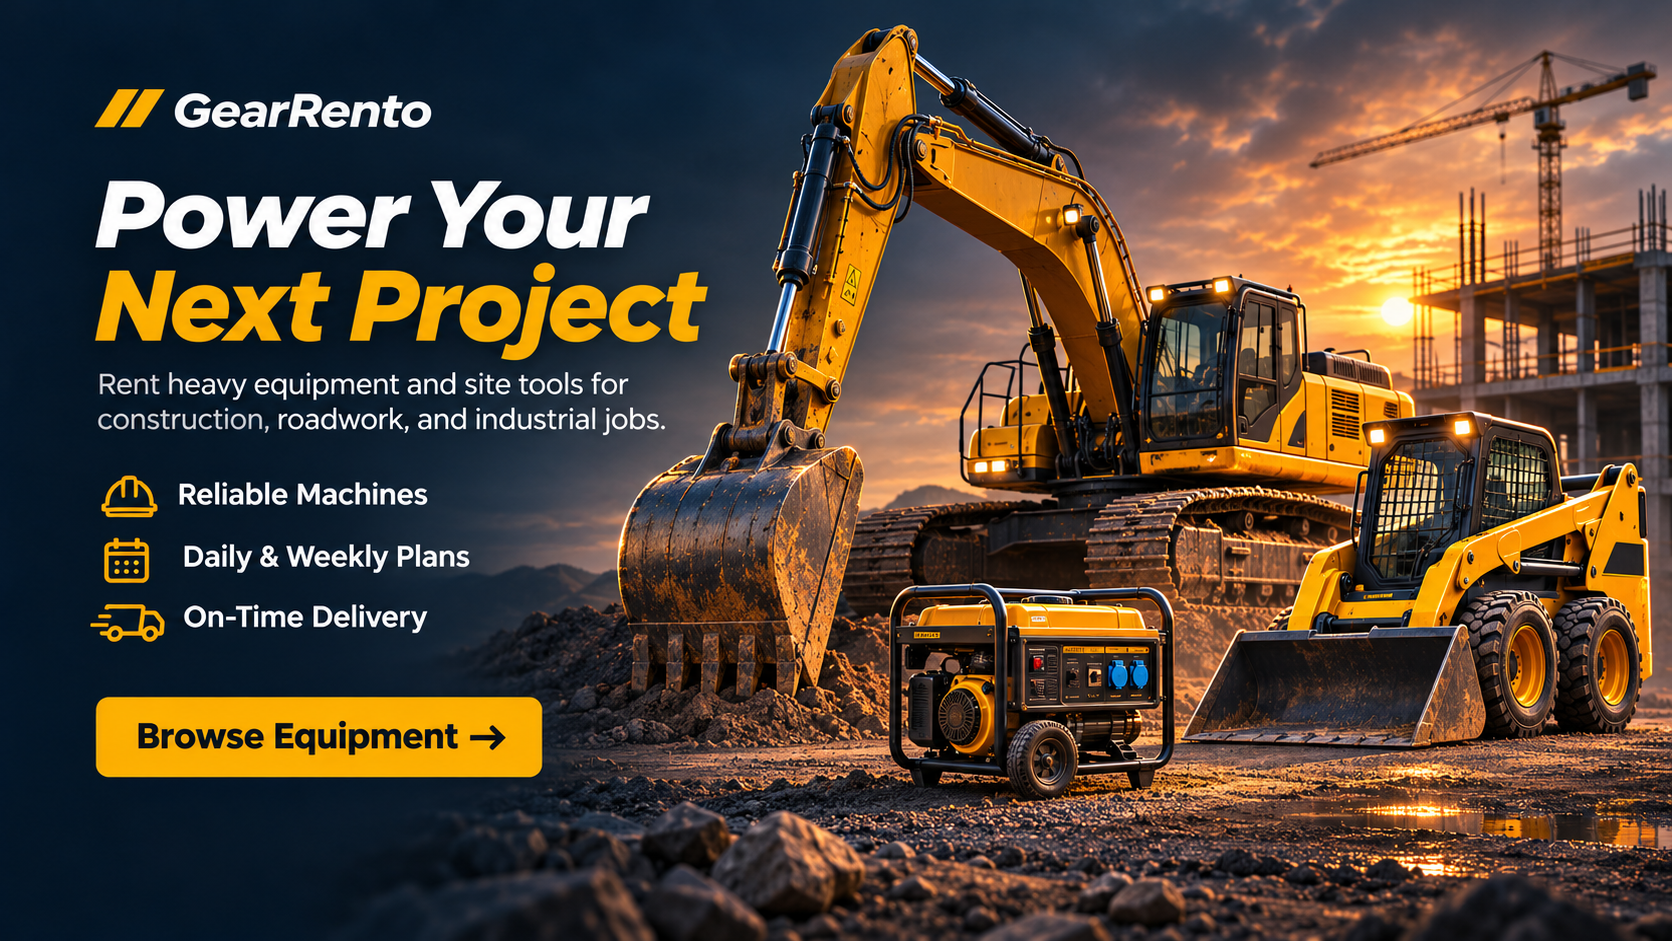 GearRento
Power Your
Next Project
Rent heavy equipment and site tools for
construction, roadwork, and industrial jobs.
Reliable Machines
Daily & Weekly Plans
On-Time Delivery
Browse Equipment →